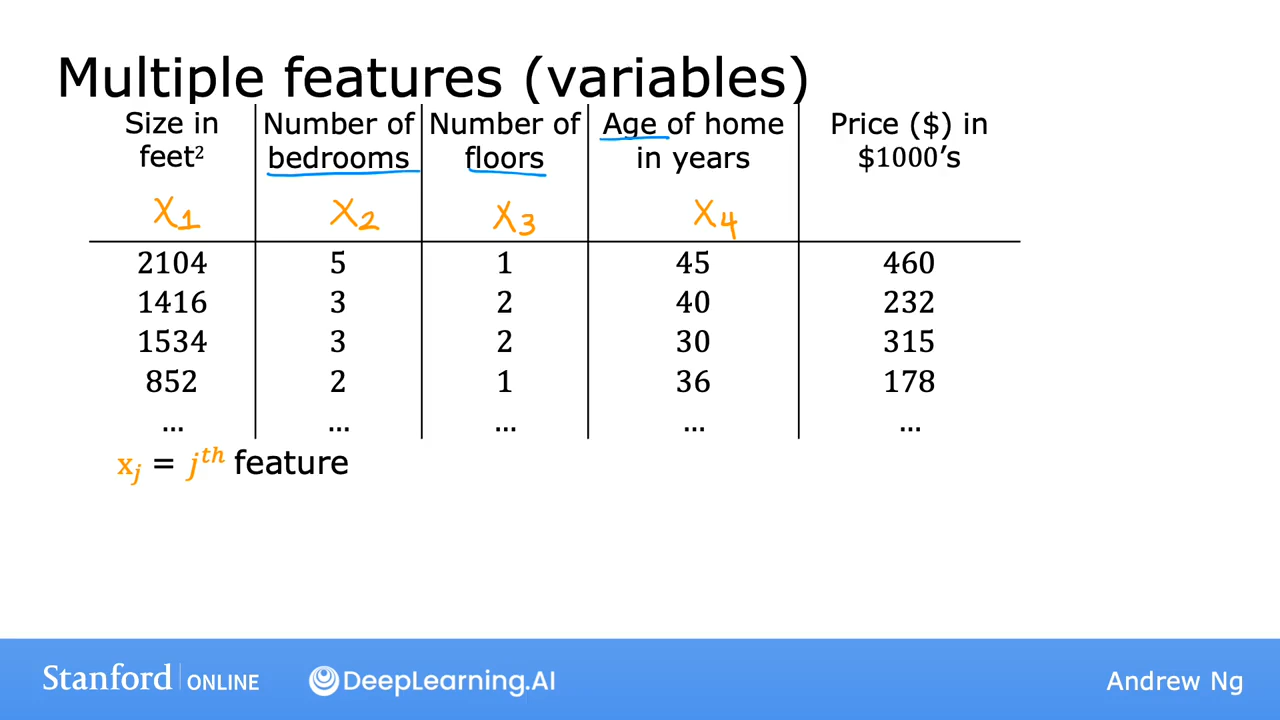 Multiple features (variables)
Size in feet² Number of bedrooms Number of floors Age of home in years Price ($) in $1000's
X1 X2 X3 X4
2104 5 1 45 460
1416 3 2 40 232
1534 3 2 30 315
852 2 1 36 178
... ... ... ... ...
xj = jth feature
Stanford ONLINE DeepLearning.AI Andrew Ng